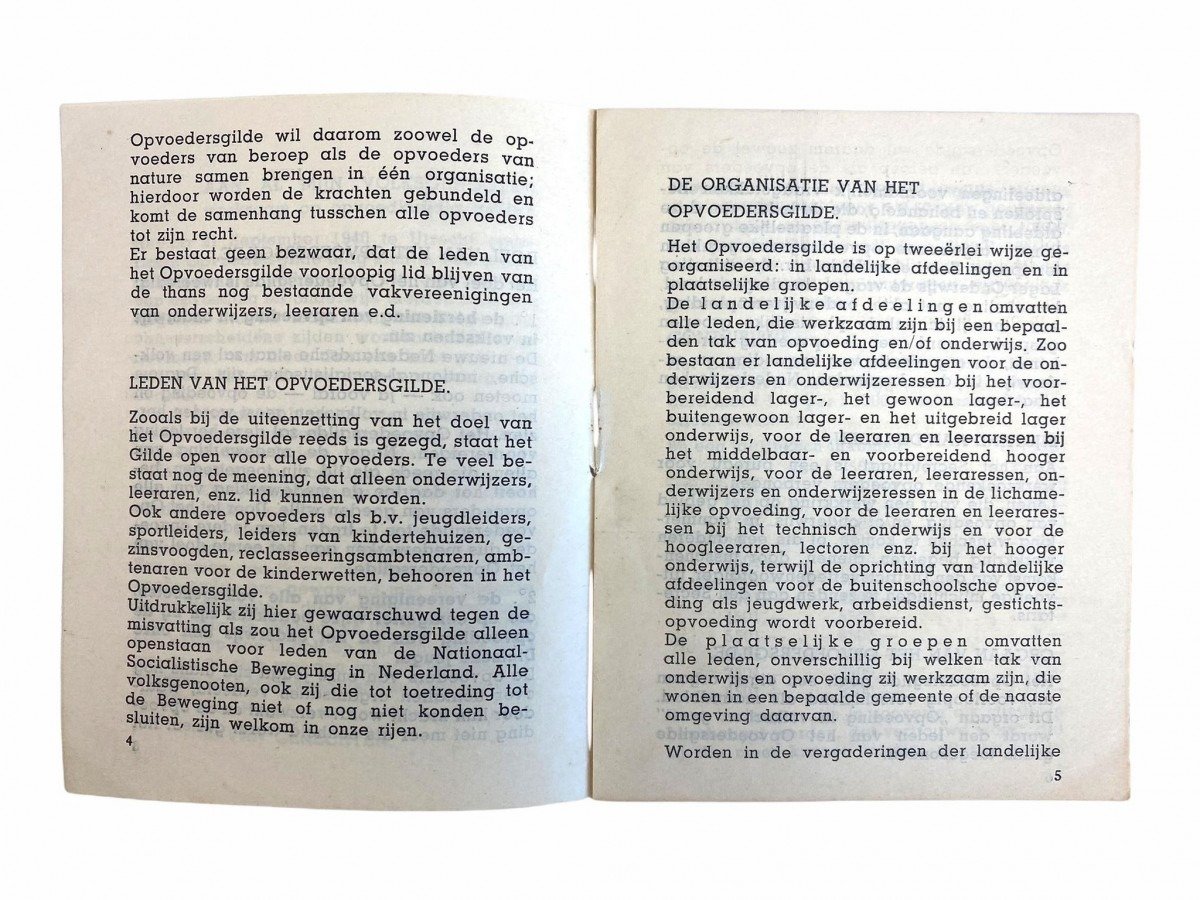 Opvoedersgilde wil daarom zoowel de op-
voeders van beroep als de opvoeders van
nature samen brengen in één organisatie;
hierdoor worden de krachten gebundeld en
komt de samenhang tusschen alle opvoeders
tot zijn recht.
Er bestaat geen bezwaar, dat de leden van
het Opvoedersgilde voorloopig lid blijven van
de thans nog bestaande vakvereenigingen
van onderwijzers, leeraren e.d.
LEDEN VAN HET OPVOEDERSGILDE.
Zooals bij de uiteenzetting van het doel van
het Opvoedersgilde reeds is gezegd, staat het
Gilde open voor alle opvoeders. Te veel be-
staat nog de meening, dat alleen onderwijzers,
leeraren, enz. lid kunnen worden.
Ook andere opvoeders als b.v. jeugdleiders,
sportleiders, leiders van kindertehuizen, ge-
zinsvoogden, reclasseeringsambtenaren, amb-
tenaren voor de kinderwetten, behooren in het
Opvoedersgilde.
Uitdrukkelijk zij hier gewaarschuwd tegen de
misvatting als zou het Opvoedersgilde alleen
openstaan voor leden van de Nationaal-
Socialistische Beweging in Nederland. Alle
volksgenooten, ook zij die tot toetreding tot
de Beweging niet of nog niet konden be-
sluiten, zijn welkom in onze rijen.
4
DE ORGANISATIE VAN HET
OPVOEDERSGILDE.
Het Opvoedersgilde is op tweeërlei wijze ge-
organiseerd: in landelijke afdeelingen en in
plaatselijke groepen.
De landelijke afdeelingen omvatten
alle leden, die werkzaam zijn bij een bepaal-
den tak van opvoeding en/of onderwijs. Zoo
bestaan er landelijke afdeelingen voor de on-
derwijzers en onderwijzeressen bij het voor-
bereidend lager-, het gewoon lager-, het
buitengewoon lager- en het uitgebreid lager
onderwijs, voor de leeraren en leerarssen bij
het middelbaar- en voorbereidend hooger
onderwijs, voor de leeraren, leeraressen, on-
derwijzers en onderwijzeressen in de lichame-
lijke opvoeding, voor de leeraren en leerares-
sen bij het technisch onderwijs en voor de
hoogleeraren, lectoren enz. bij het hooger
onderwijs, terwijl de oprichting van landelijke
afdeelingen voor de buitenschoolsche opvoe-
ding als jeugdwerk, arbeidsdienst, gestichts-
opvoeding wordt voorbereid.
De plaatselijke groepen omvatten
alle leden, onverschillig bij welken tak van
onderwijs en opvoeding zij werkzaam zijn, die
wonen in een bepaalde gemeente of de naaste
omgeving daarvan.
Worden in de vergaderingen der landelijke
5